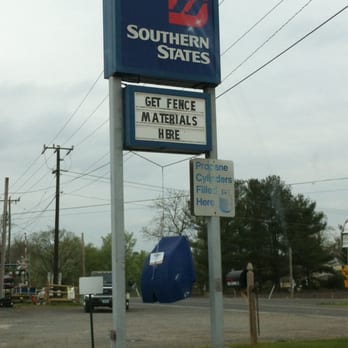 SOUTHERN
STATES
GET FENCE
MATERIALS
HERE
Propane
Cylinders
Filled
Here